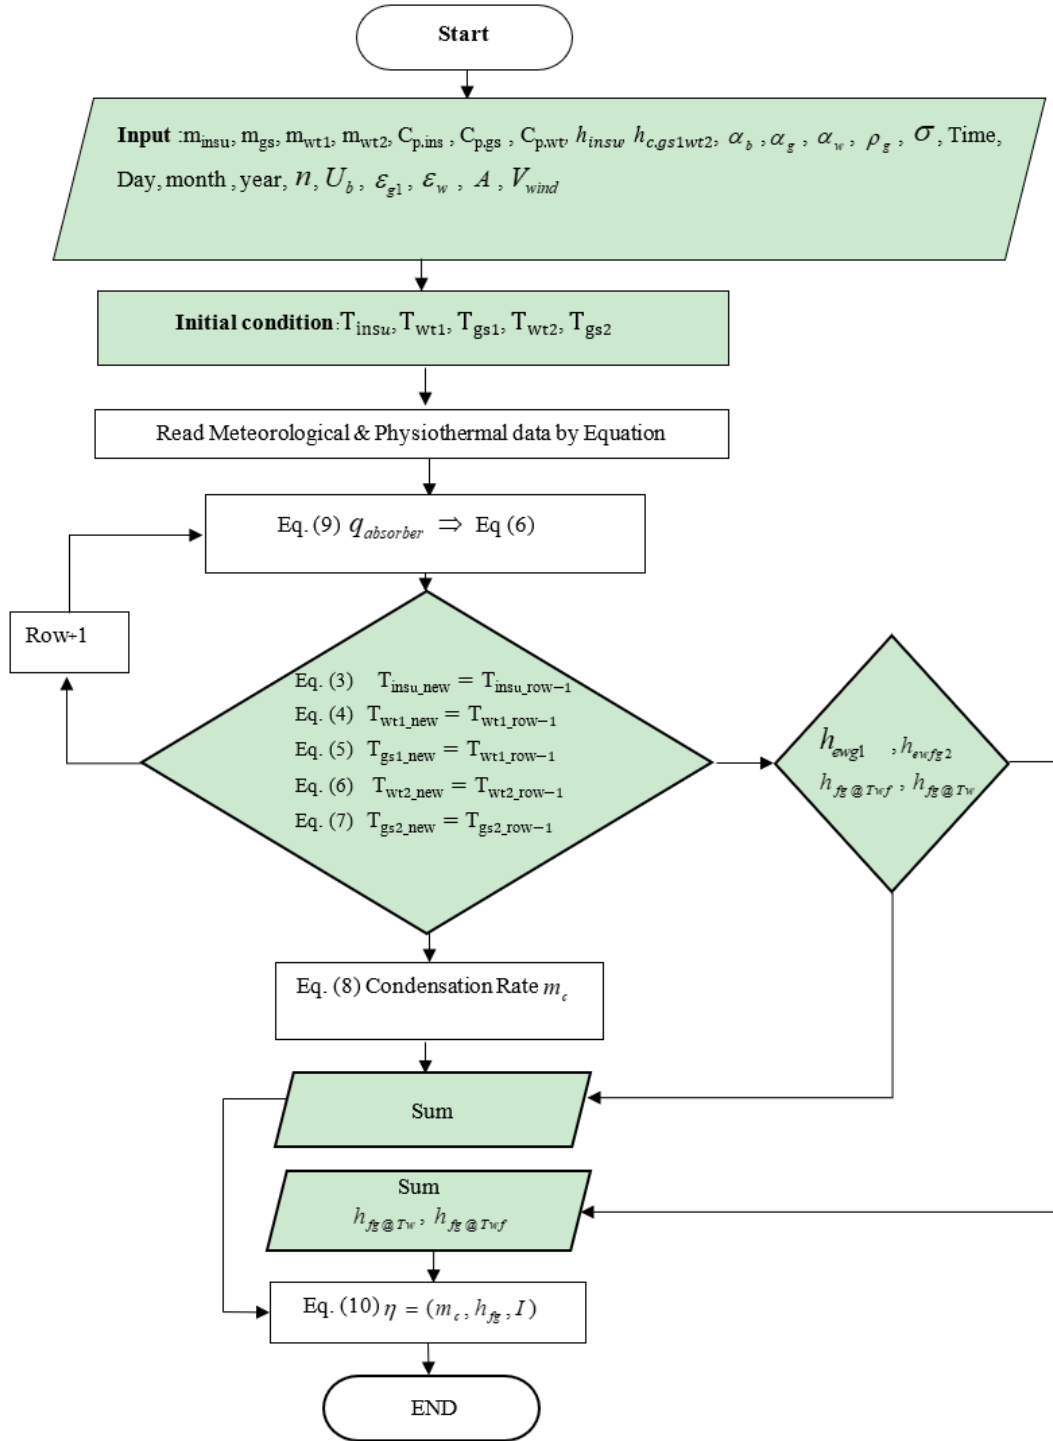 Start
Input :m_insu, m_gs, m_wt1, m_wt2, C_p.ins , C_p.gs , C_p.wt, h_insu, h_c.gs1wt2, α_b , α_g , α_w , ρ_g , σ, Time,
Day, month , year, n, U_b , ε_g1 , ε_w , A , V_wind
Initial condition:T_insu, T_wt1, T_gs1, T_wt2, T_gs2
Read Meteorological & Physiothermal data by Equation
Eq. (9) q_absorber ⇒ Eq (6)
Row+1
Eq. (3) T_insu_new = T_insu_row−1
Eq. (4) T_wt1_new = T_wt1_row−1
Eq. (5) T_gs1_new = T_wt1_row−1
Eq. (6) T_wt2_new = T_wt2_row−1
Eq. (7) T_gs2_new = T_gs2_row−1
h_ewg1 , h_ewfg2
h_fg@Twf , h_fg@Tw
Eq. (8) Condensation Rate m_c
Sum
Sum
h_fg@Tw , h_fg@Twf
Eq. (10) η = (m_c , h_fg , I)
END